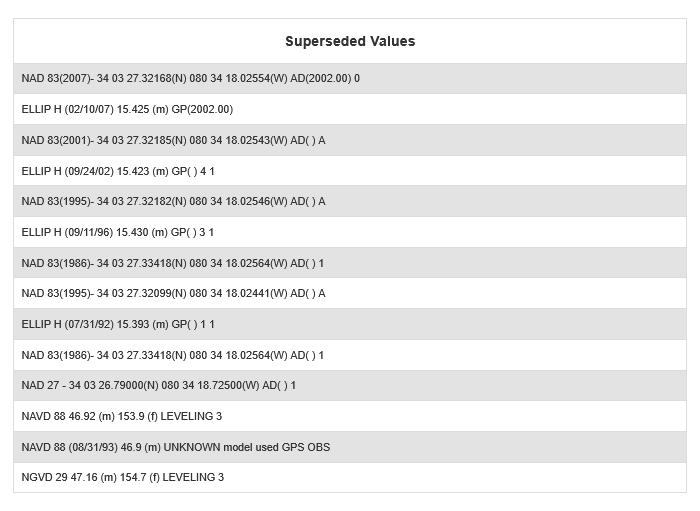 Superseded Values
NAD 83(2007)- 34 03 27.32168(N) 080 34 18.02554(W) AD(2002.00) 0
ELLIP H (02/10/07) 15.425 (m) GP(2002.00)
NAD 83(2001)- 34 03 27.32185(N) 080 34 18.02543(W) AD( ) A
ELLIP H (09/24/02) 15.423 (m) GP( ) 4 1
NAD 83(1995)- 34 03 27.32182(N) 080 34 18.02546(W) AD( ) A
ELLIP H (09/11/96) 15.430 (m) GP( ) 3 1
NAD 83(1986)- 34 03 27.33418(N) 080 34 18.02564(W) AD( ) 1
NAD 83(1995)- 34 03 27.32099(N) 080 34 18.02441(W) AD( ) A
ELLIP H (07/31/92) 15.393 (m) GP( ) 1 1
NAD 83(1986)- 34 03 27.33418(N) 080 34 18.02564(W) AD( ) 1
NAD 27 - 34 03 26.79000(N) 080 34 18.72500(W) AD( ) 1
NAVD 88 46.92 (m) 153.9 (f) LEVELING 3
NAVD 88 (08/31/93) 46.9 (m) UNKNOWN model used GPS OBS
NGVD 29 47.16 (m) 154.7 (f) LEVELING 3